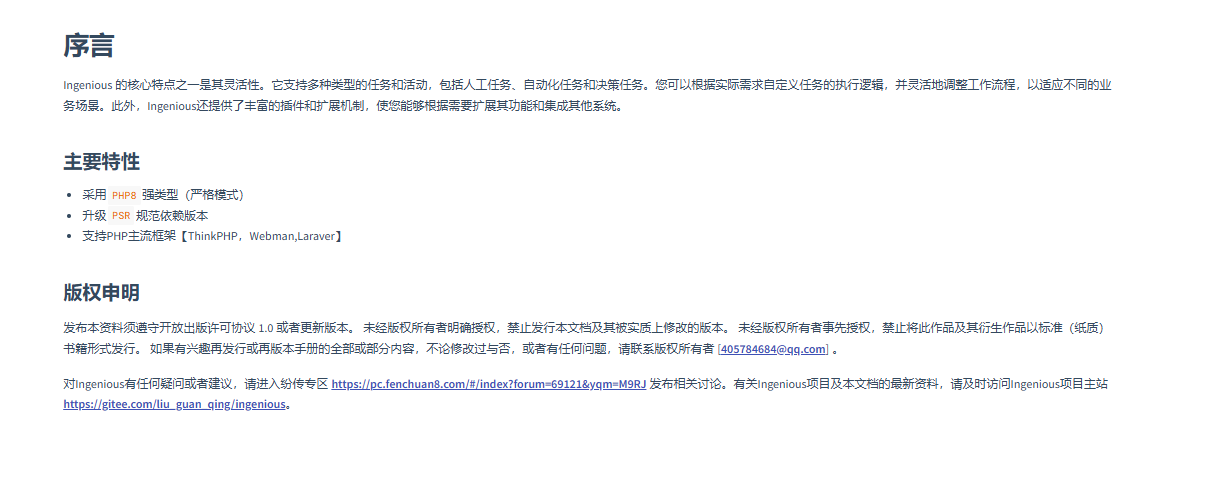 序言
Ingenious 的核心特点之一是其灵活性。它支持多种类型的任务和活动，包括人工任务、自动化任务和决策任务。您可以根据实际需求自定义任务的执行逻辑，并灵活地调整工作流程，以适应不同的业
务场景。此外，Ingenious还提供了丰富的插件和扩展机制，使您能够根据需要扩展其功能和集成其他系统。
主要特性
• 采用 PHP8 强类型（严格模式）
• 升级 PSR 规范依赖版本
• 支持PHP主流框架【ThinkPHP，Webman,Laraver】
版权申明
发布本资料须遵守开放出版许可协议 1.0 或者更新版本。 未经版权所有者明确授权，禁止发行本文档及其被实质上修改的版本。 未经版权所有者事先授权，禁止将此作品及其衍生作品以标准（纸质）
书籍形式发行。 如果有兴趣再发行或再版本手册的全部或部分内容，不论修改过与否，或者有任何问题，请联系版权所有者 [405784684@qq.com] 。
对Ingenious有任何疑问或者建议，请进入纷传专区 https://pc.fenchuan8.com/#/index?forum=69121&yqm=M9RJ 发布相关讨论。有关Ingenious项目及本文档的最新资料，请及时访问Ingenious项目主站
https://gitee.com/liu_guan_qing/ingenious。